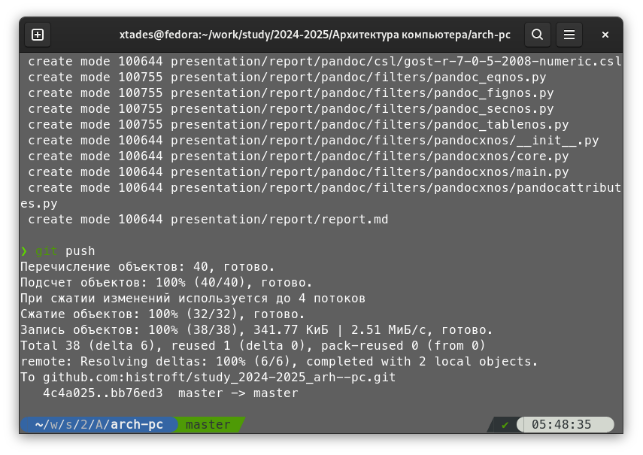 xtades@fedora:~/work/study/2024-2025/Архитектура компьютера/arch-pc
create mode 100644 presentation/report/pandoc/csl/gost-r-7-0-5-2008-numeric.csl
create mode 100755 presentation/report/pandoc/filters/pandoc_eqnos.py
create mode 100755 presentation/report/pandoc/filters/pandoc_fignos.py
create mode 100755 presentation/report/pandoc/filters/pandoc_secnos.py
create mode 100755 presentation/report/pandoc/filters/pandoc_tablenos.py
create mode 100644 presentation/report/pandoc/filters/pandocxnos/__init__.py
create mode 100644 presentation/report/pandoc/filters/pandocxnos/core.py
create mode 100644 presentation/report/pandoc/filters/pandocxnos/main.py
create mode 100644 presentation/report/pandoc/filters/pandocxnos/pandocattribut
es.py
create mode 100644 presentation/report/report.md
❯ git push
Перечисление объектов: 40, готово.
Подсчет объектов: 100% (40/40), готово.
При сжатии изменений используется до 4 потоков
Сжатие объектов: 100% (32/32), готово.
Запись объектов: 100% (38/38), 341.77 КиБ | 2.51 МиБ/с, готово.
Total 38 (delta 6), reused 1 (delta 0), pack-reused 0 (from 0)
remote: Resolving deltas: 100% (6/6), completed with 2 local objects.
To github.com:histroft/study_2024-2025_arh--pc.git
4c4a025..bb76ed3 master -> master
~/w/s/2/A/arch-pc master ✔ 05:48:35